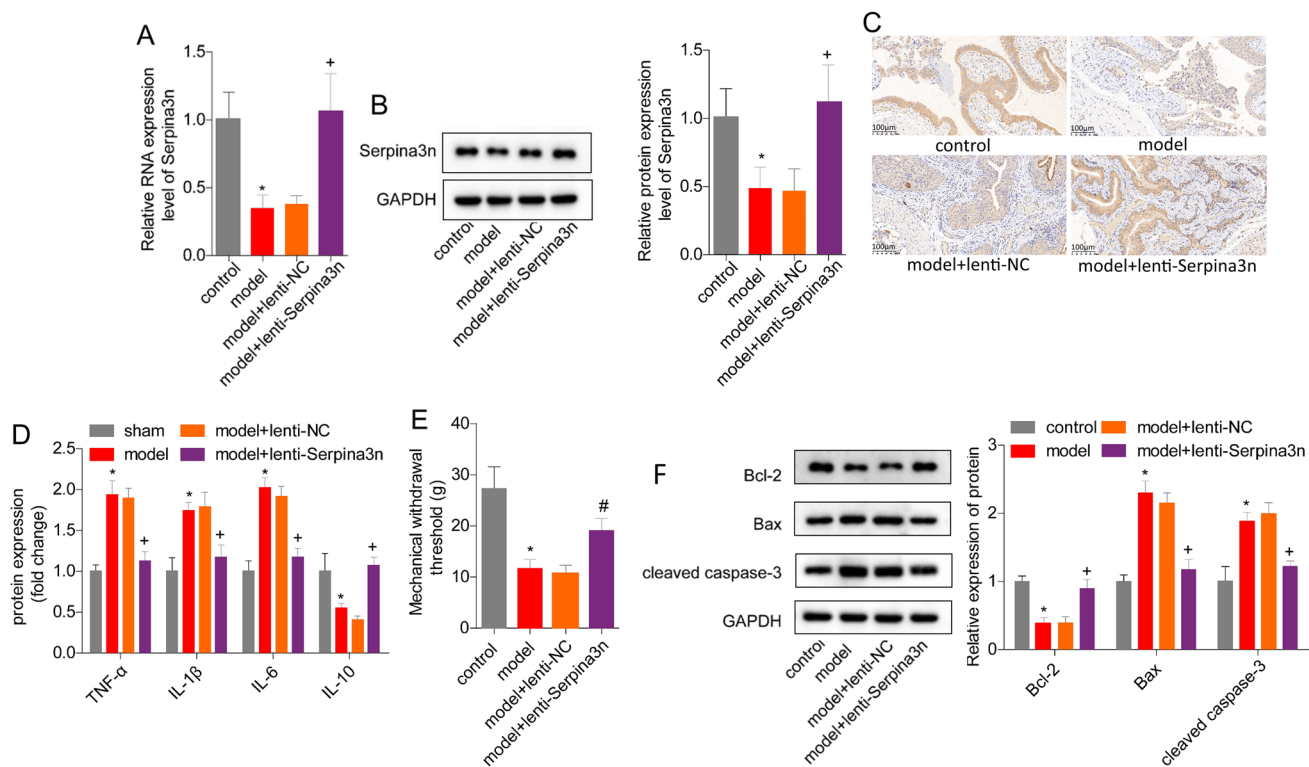 A
Relative RNA expression
level of Serpina3n
1.5
1.0
0.5
0.0
*
+
control
model
model+lenti-NC
model+lenti-Serpina3n
B
Serpina3n
GAPDH
control
model
model+lenti-NC
model+lenti-Serpina3n
Relative protein expression
level of Serpina3n
1.5
1.0
0.5
0.0
*
+
control
model
model+lenti-NC
model+lenti-Serpina3n
C
100μm
control
100μm
model
100μm
model+lenti-NC
100μm
model+lenti-Serpina3n
D
sham
model+lenti-NC
model
model+lenti-Serpina3n
protein expression
(fold change)
2.5
2.0
1.5
1.0
0.5
0.0
* + * + * + * +
TNF-α
IL-1β
IL-6
IL-10
E
Mechanical withdrawal
threshold (g)
40
30
20
10
0
*
#
control
model
model+lenti-NC
model+lenti-Serpina3n
F
Bcl-2
Bax
cleaved caspase-3
GAPDH
control
model
model+lenti-NC
model+lenti-Serpina3n
control
model+lenti-NC
model
model+lenti-Serpina3n
Relative expression of protein
3
2
1
0
* + * + * +
Bcl-2
Bax
cleaved caspase-3